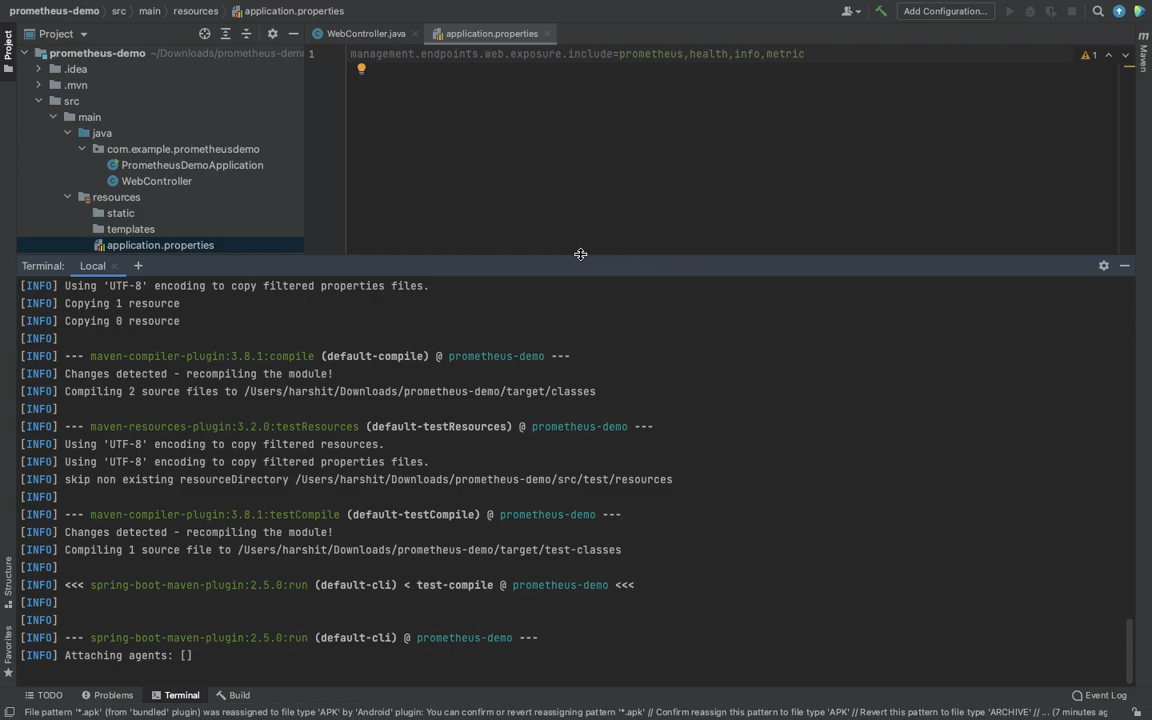 prometheus-demo src main resources application.properties Add Configuration...
Project WebController.java application.properties
Project
prometheus-demo ~/Downloads/prometheus-demo
.idea
.mvn
src
main
java
com.example.prometheusdemo
PrometheusDemoApplication
WebController
resources
static
templates
application.properties
1 management.endpoints.web.exposure.include=prometheus,health,info,metric
1
Maven
Terminal: Local +
[INFO] Using 'UTF-8' encoding to copy filtered properties files.
[INFO] Copying 1 resource
[INFO] Copying 0 resource
[INFO]
[INFO] --- maven-compiler-plugin:3.8.1:compile (default-compile) @ prometheus-demo ---
[INFO] Changes detected - recompiling the module!
[INFO] Compiling 2 source files to /Users/harshit/Downloads/prometheus-demo/target/classes
[INFO]
[INFO] --- maven-resources-plugin:3.2.0:testResources (default-testResources) @ prometheus-demo ---
[INFO] Using 'UTF-8' encoding to copy filtered resources.
[INFO] Using 'UTF-8' encoding to copy filtered properties files.
[INFO] skip non existing resourceDirectory /Users/harshit/Downloads/prometheus-demo/src/test/resources
[INFO]
[INFO] --- maven-compiler-plugin:3.8.1:testCompile (default-testCompile) @ prometheus-demo ---
[INFO] Changes detected - recompiling the module!
[INFO] Compiling 1 source file to /Users/harshit/Downloads/prometheus-demo/target/test-classes
[INFO]
[INFO] <<< spring-boot-maven-plugin:2.5.0:run (default-cli) < test-compile @ prometheus-demo <<<
[INFO]
[INFO]
[INFO] --- spring-boot-maven-plugin:2.5.0:run (default-cli) @ prometheus-demo ---
[INFO] Attaching agents: []
Structure
Favorites
TODO Problems Terminal Build Event Log
File pattern '*.apk' (from 'bundled' plugin) was reassigned to file type 'APK' by 'Android' plugin: You can confirm or revert reassigning pattern '*.apk' // Confirm reassign this pattern to file type 'APK' // Revert this pattern to file type 'ARCHIVE' // ... (7 minutes ag